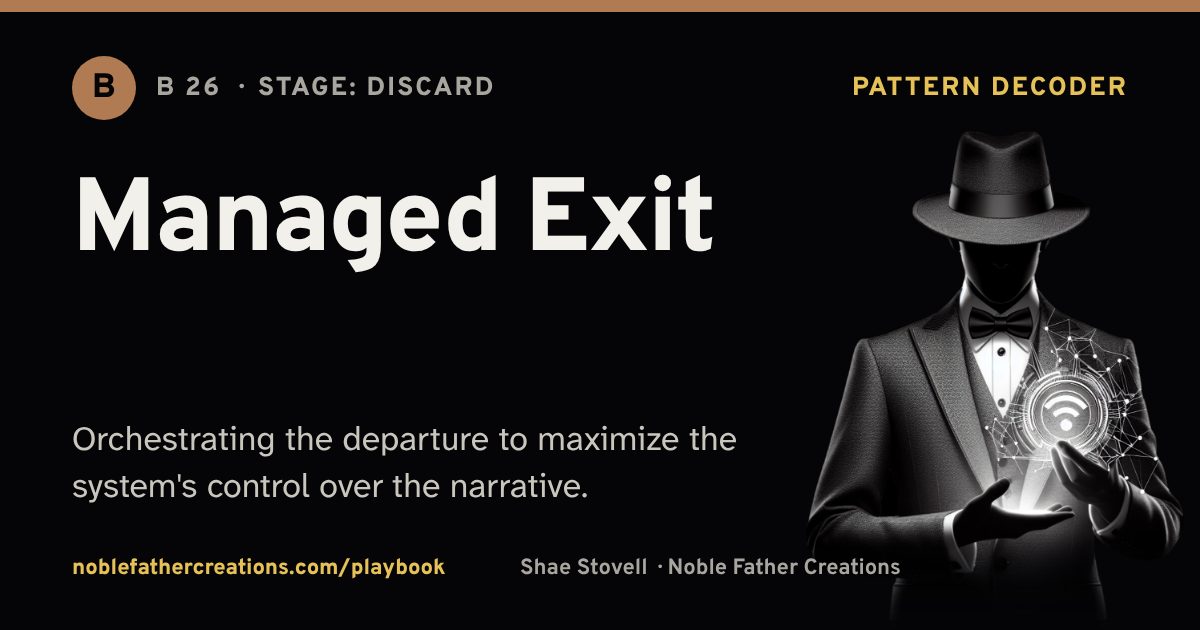 B
B 26 · STAGE: DISCARD
PATTERN DECODER
Managed Exit
Orchestrating the departure to maximize the
system's control over the narrative.
noblefathercreations.com/playbook
Shae Stovell · Noble Father Creations